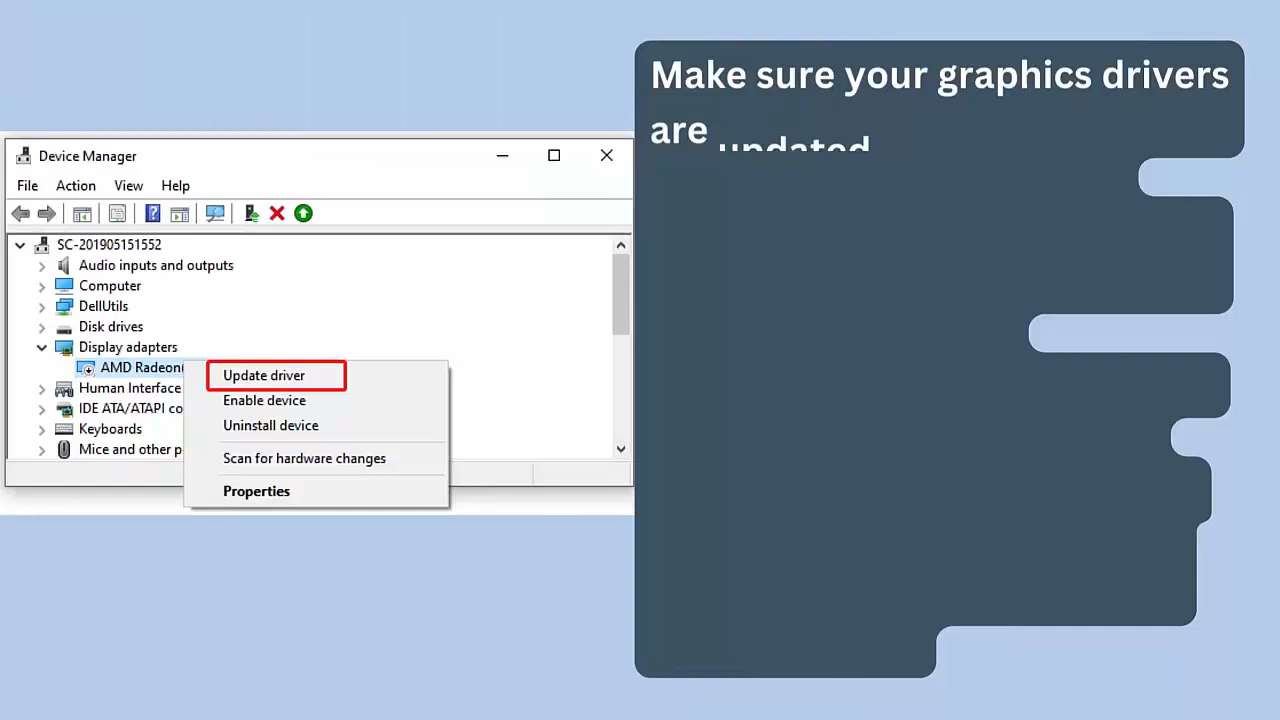 Make sure your graphics drivers
are updated
Device Manager
File Action View Help
SC-201905151552
Audio inputs and outputs
Computer
DellUtils
Disk drives
Display adapters
AMD Radeon(
Human Interface
IDE ATA/ATAPI co
Keyboards
Mice and other p
Update driver
Enable device
Uninstall device
Scan for hardware changes
Properties